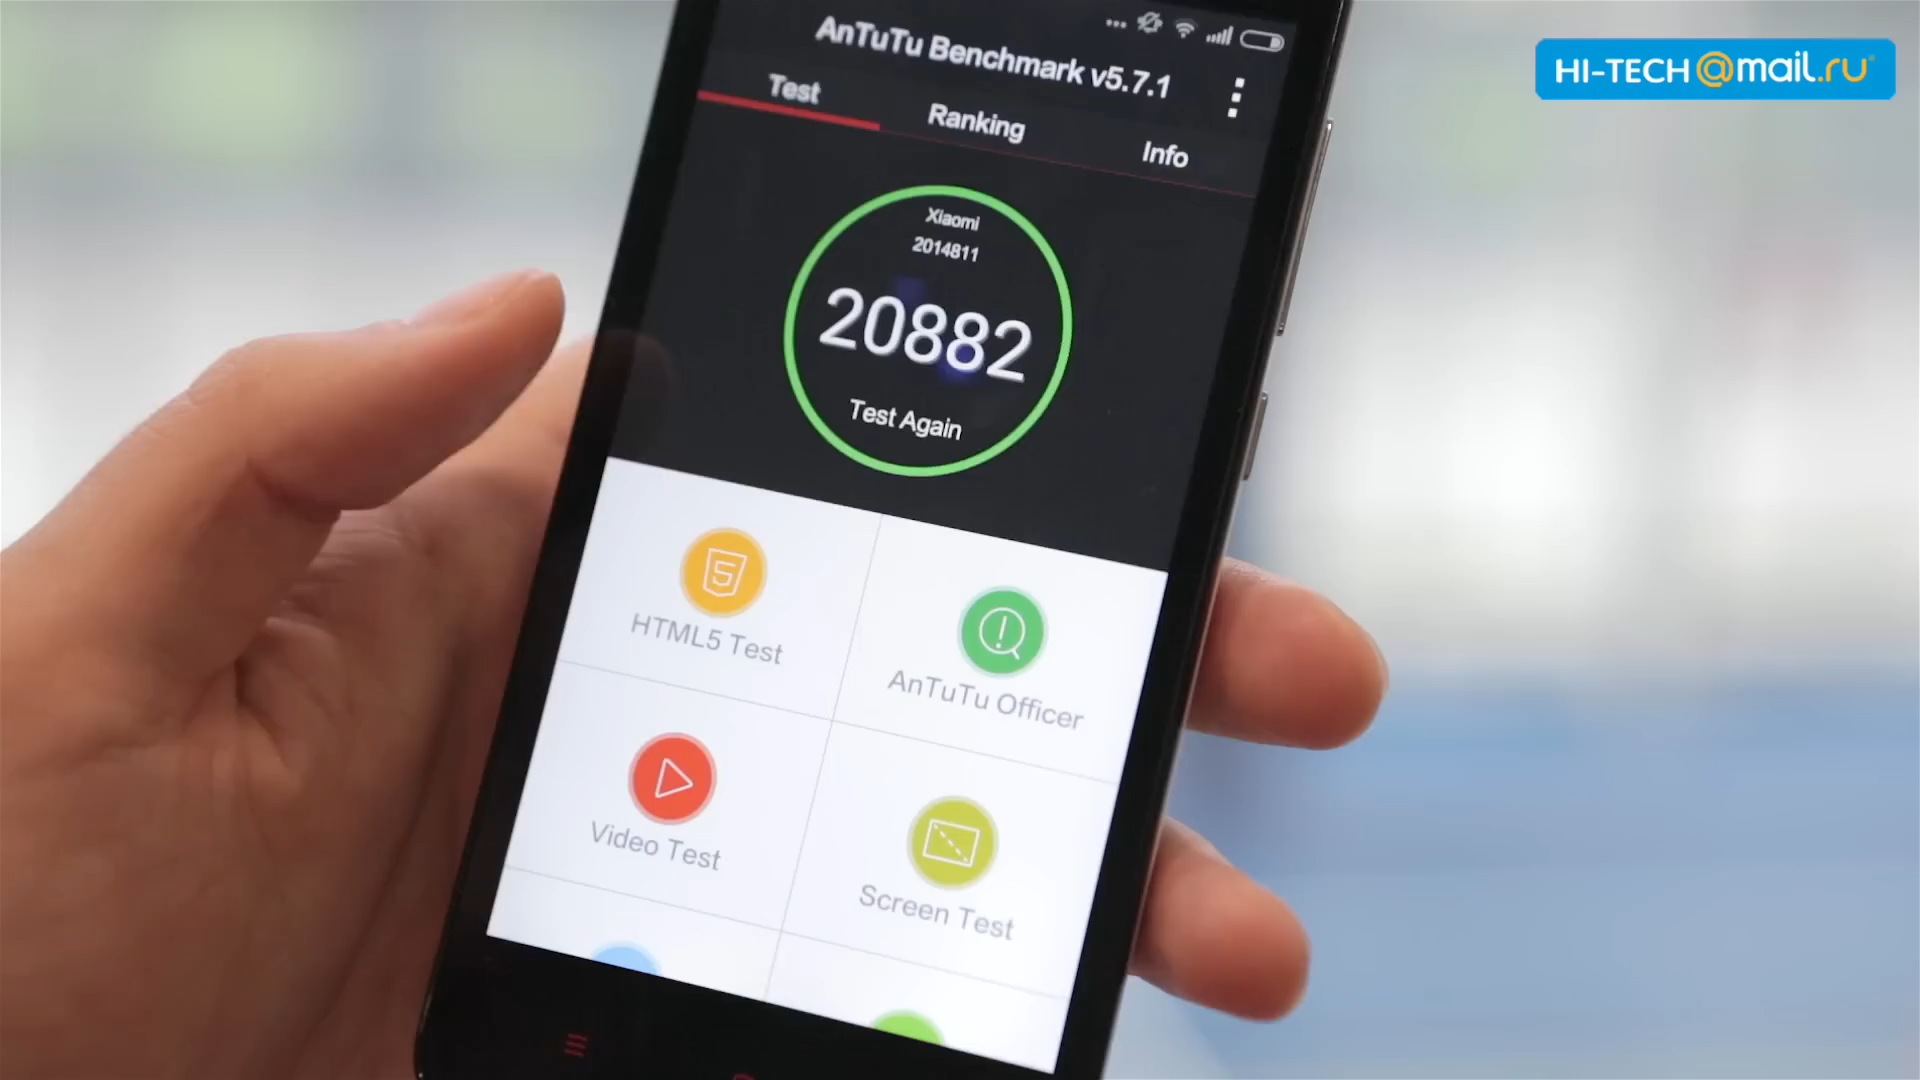 HI-TECH@mail.ru
AnTuTu Benchmark v5.7.1
Test
Ranking
Info
Xiaomi
2014811
20882
Test Again
HTML5 Test
AnTuTu Officer
Video Test
Screen Test